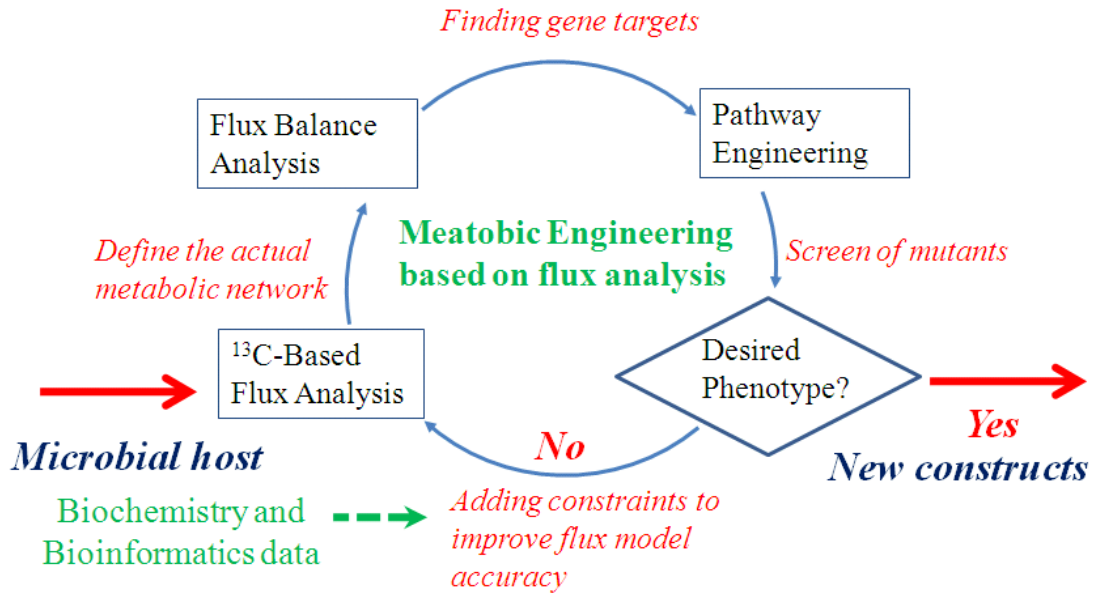 Finding gene targets
Flux Balance
Analysis
Pathway
Engineering
Meatobic Engineering
based on flux analysis
Define the actual
metabolic network
Screen of mutants
¹³C-Based
Flux Analysis
Desired
Phenotype?
Microbial host
No
Yes
New constructs
Biochemistry and
Bioinformatics data
Adding constraints to
improve flux model
accuracy